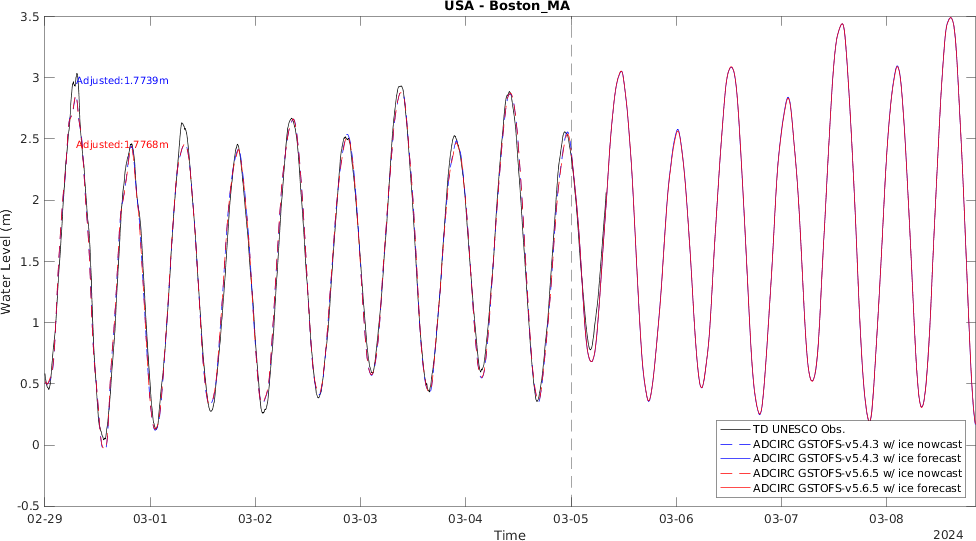 USA - Boston_MA
3.5
3
2.5
2
1.5
1
0.5
0
-0.5
Water Level (m)
Adjusted:1.7739m
Adjusted:1.7768m
TD UNESCO Obs.
ADCIRC GSTOFS-v5.4.3 w/ ice nowcast
ADCIRC GSTOFS-v5.4.3 w/ ice forecast
ADCIRC GSTOFS-v5.6.5 w/ ice nowcast
ADCIRC GSTOFS-v5.6.5 w/ ice forecast
02-29 03-01 03-02 03-03 03-04 03-05 03-06 03-07 03-08
Time
2024